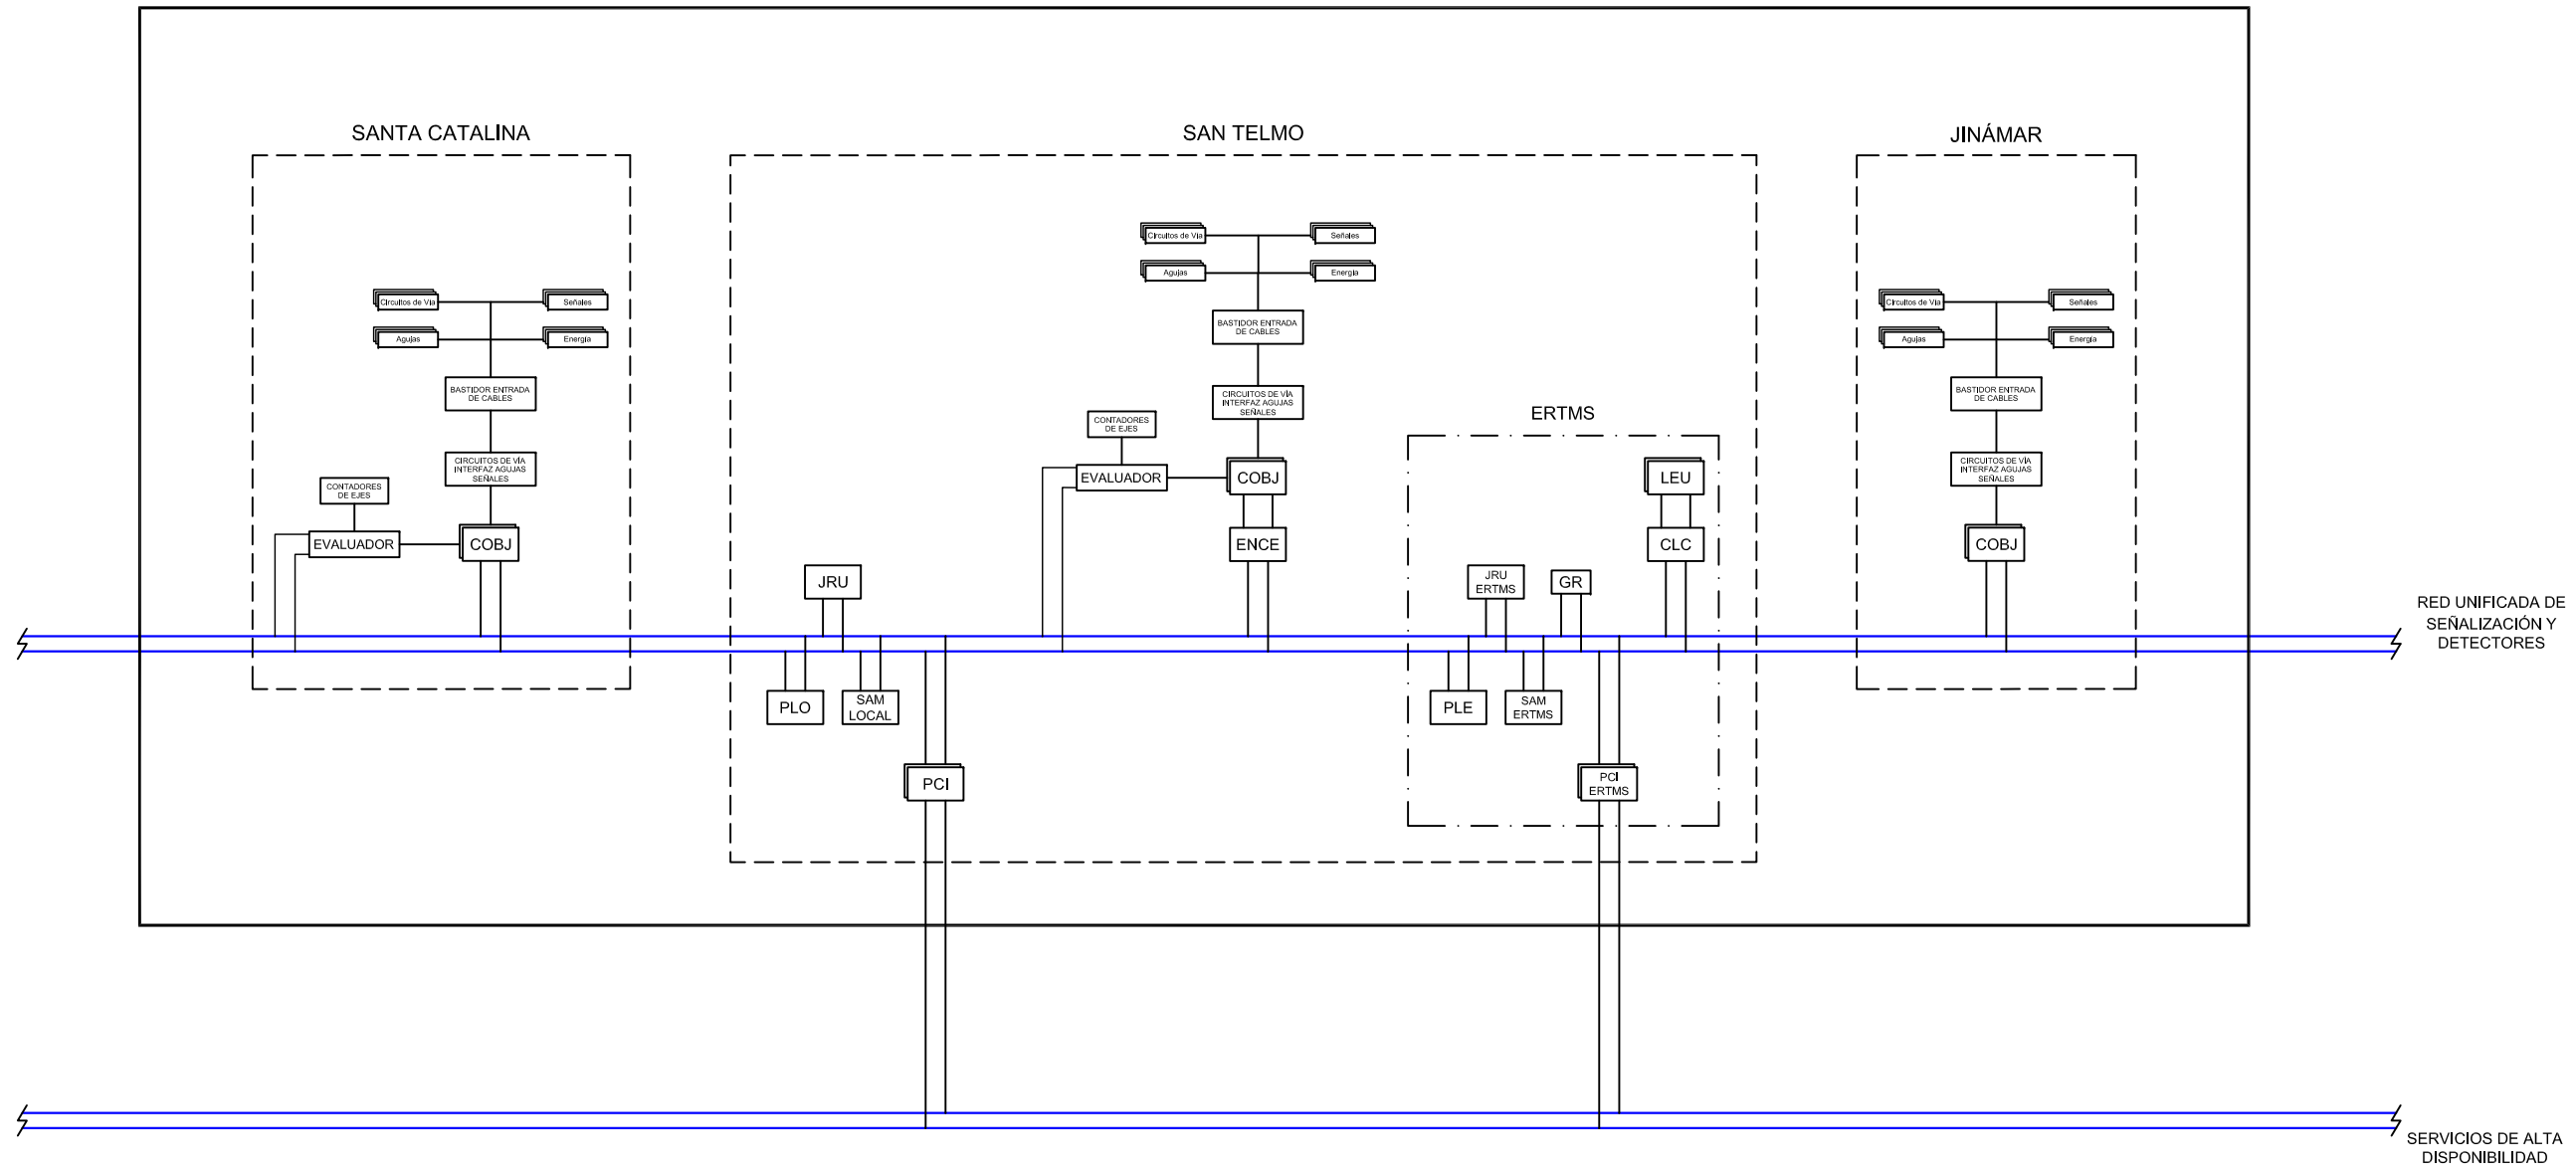 SANTA CATALINA
Circuitos de Vía
Señales
Agujas
Energía
BASTIDOR ENTRADA
DE CABLES
CIRCUITOS DE VÍA
INTERFAZ AGUJAS
SEÑALES
CONTADORES
DE EJES
EVALUADOR
COBJ
SAN TELMO
Circuitos de Vía
Señales
Agujas
Energía
BASTIDOR ENTRADA
DE CABLES
CIRCUITOS DE VÍA
INTERFAZ AGUJAS
SEÑALES
CONTADORES
DE EJES
EVALUADOR
COBJ
ENCE
JRU
PLO
SAM
LOCAL
PCI
ERTMS
LEU
CLC
JRU
ERTMS
GR
PLE
SAM
ERTMS
PCI
ERTMS
JINÁMAR
Circuitos de Vía
Señales
Agujas
Energía
BASTIDOR ENTRADA
DE CABLES
CIRCUITOS DE VÍA
INTERFAZ AGUJAS
SEÑALES
COBJ
RED UNIFICADA DE
SEÑALIZACIÓN Y
DETECTORES
SERVICIOS DE ALTA
DISPONIBILIDAD